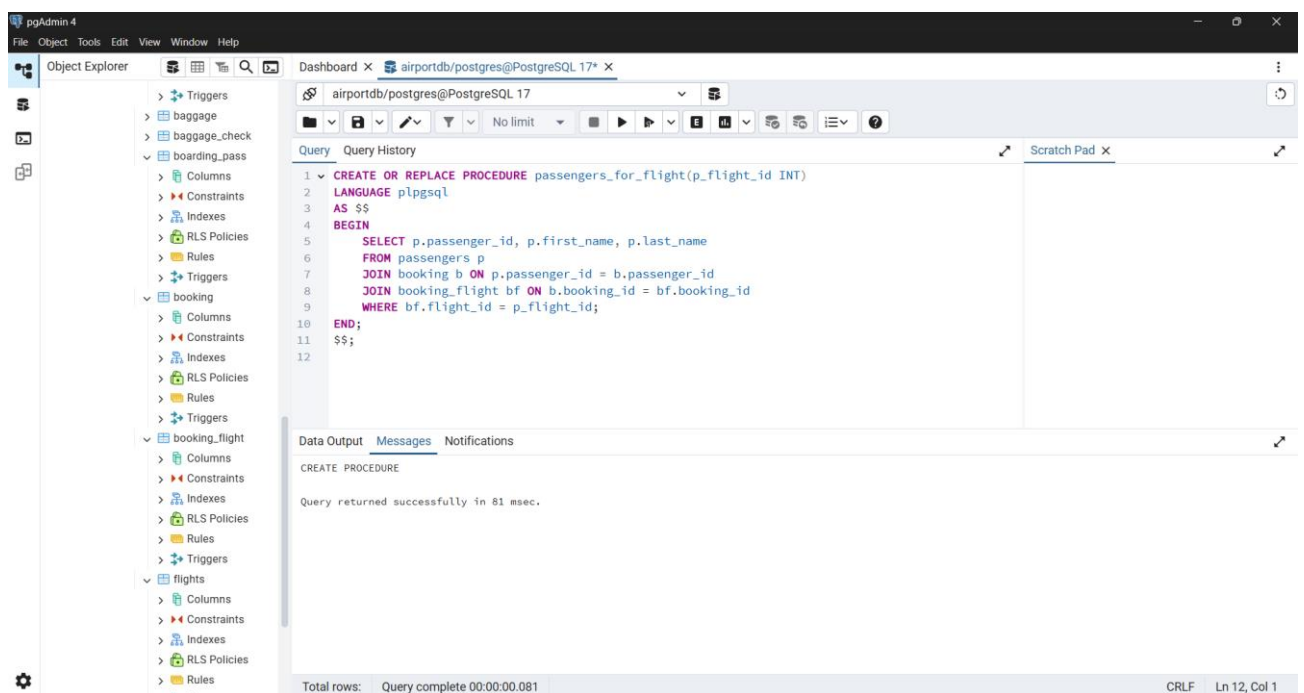 pgAdmin 4
File Object Tools Edit View Window Help
Object Explorer
Dashboard
airportdb/postgres@PostgreSQL 17*
Triggers
baggage
baggage_check
boarding_pass
Columns
Constraints
Indexes
RLS Policies
Rules
Triggers
booking
Columns
Constraints
Indexes
RLS Policies
Rules
Triggers
booking_flight
Columns
Constraints
Indexes
RLS Policies
Rules
Triggers
flights
Columns
Constraints
Indexes
RLS Policies
Rules
airportdb/postgres@PostgreSQL 17
No limit
E
Query Query History
Scratch Pad
1 CREATE OR REPLACE PROCEDURE passengers_for_flight(p_flight_id INT)
2 LANGUAGE plpgsql
3 AS $$
4 BEGIN
5 SELECT p.passenger_id, p.first_name, p.last_name
6 FROM passengers p
7 JOIN booking b ON p.passenger_id = b.passenger_id
8 JOIN booking_flight bf ON b.booking_id = bf.booking_id
9 WHERE bf.flight_id = p_flight_id;
10 END;
11 $$;
12
Data Output Messages Notifications
CREATE PROCEDURE
Query returned successfully in 81 msec.
Total rows: Query complete 00:00:00.081
CRLF Ln 12, Col 1